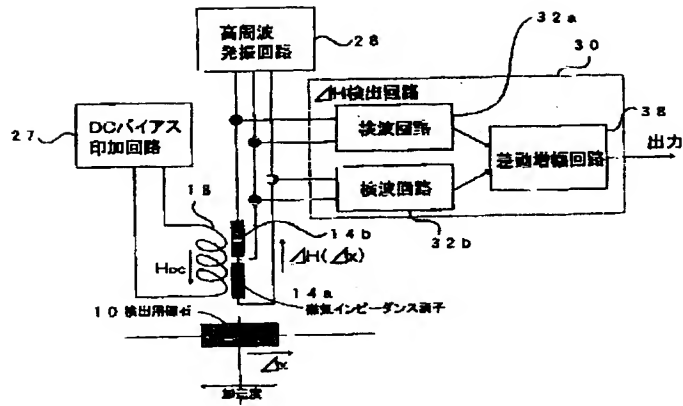 高周波
発振回路
28
32a
30
ΔH検出回路
検波回路
38
27
DCバイアス
印加回路
差動増幅回路
出力
検波回路
18
14b
32b
HDC
ΔH(Δx)
14a
磁気インピーダンス素子
10 検出用磁石
Δx
加速度